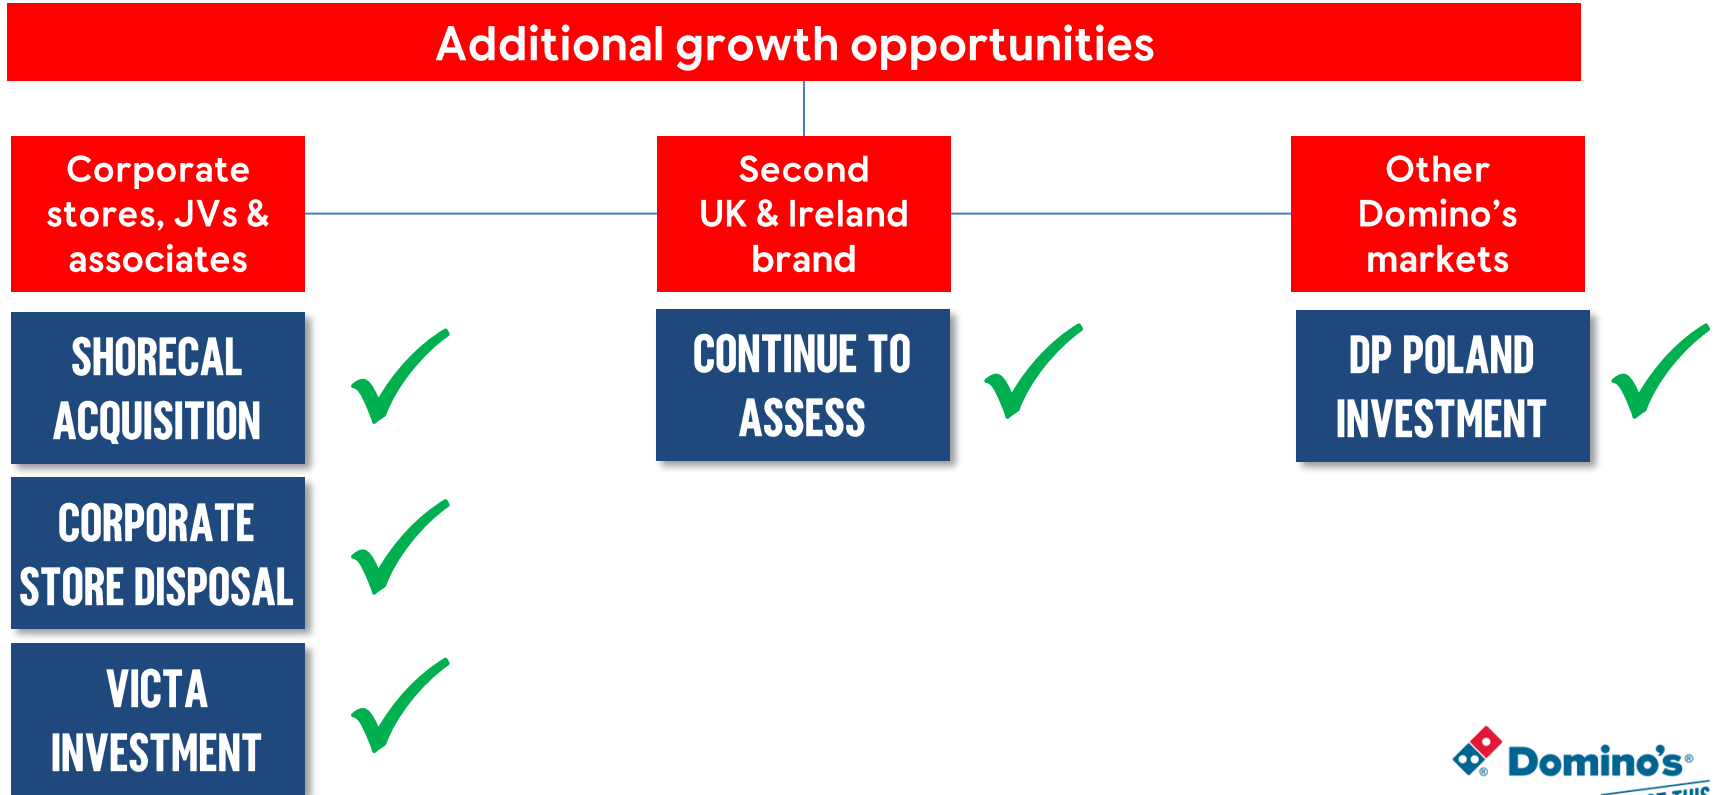 Additional growth opportunities
Corporate
stores, JVs &
associates
Second
UK & Ireland
brand
Other
Domino's
markets
SHORECAL
ACQUISITION
CONTINUE TO
ASSESS
DP POLAND
INVESTMENT
CORPORATE
STORE DISPOSAL
VICTA
INVESTMENT
Domino's®